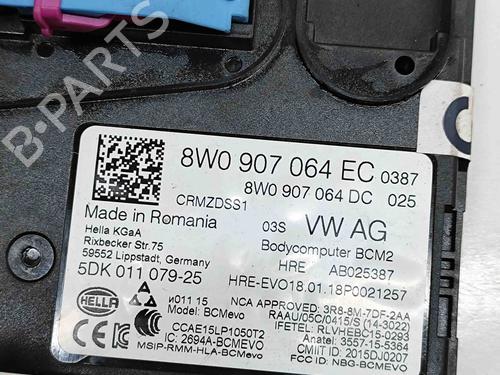 B-PARTS
8W0 907 064 EC 0387
8W0 907 064 DC 025
CRMZDSS1
Made in Romania 03S VW AG
Hella KGaA
Rixbecker Str.75
59552 Lippstadt, Germany
Bodycomputer BCM2
HRE AB025387
5DK 011 079-25 HRE-EVO18.01.18P0021257
HELLA
и011 15
Model: BCMevo
CCAE15LP1050T2
IC: 2694A-BCMEVO
MSIP-RMM-HLA-BCMevo
NCA APPROVED: 3R8-8M-7DF-2AA
RAAU/05C/0415/S (14-3022)
IFETEL: RLVHEBC15-0293
Anatel: 3557-15-5364
CMIIT ID: 2015DJ0207
FCC ID: NBG-BCMEVO